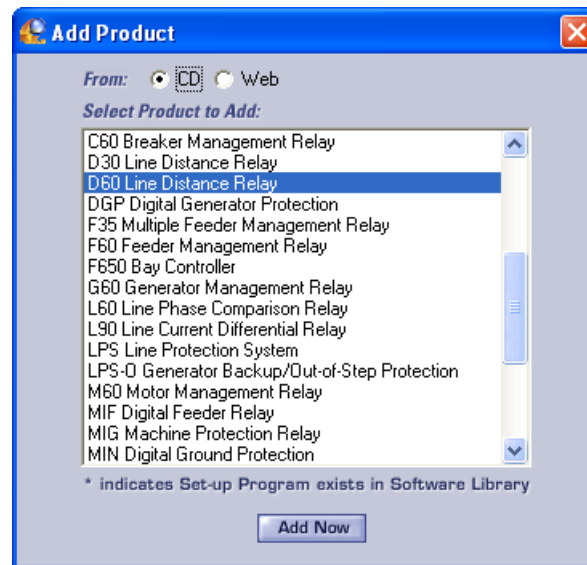 Add Product
From: CD Web
Select Product to Add:
C60 Breaker Management Relay
D30 Line Distance Relay
D60 Line Distance Relay
DGP Digital Generator Protection
F35 Multiple Feeder Management Relay
F60 Feeder Management Relay
F650 Bay Controller
G60 Generator Management Relay
L60 Line Phase Comparison Relay
L90 Line Current Differential Relay
LPS Line Protection System
LPS-O Generator Backup/Out-of-Step Protection
M60 Motor Management Relay
MIF Digital Feeder Relay
MIG Machine Protection Relay
MIN Digital Ground Protection
* indicates Set-up Program exists in Software Library
Add Now